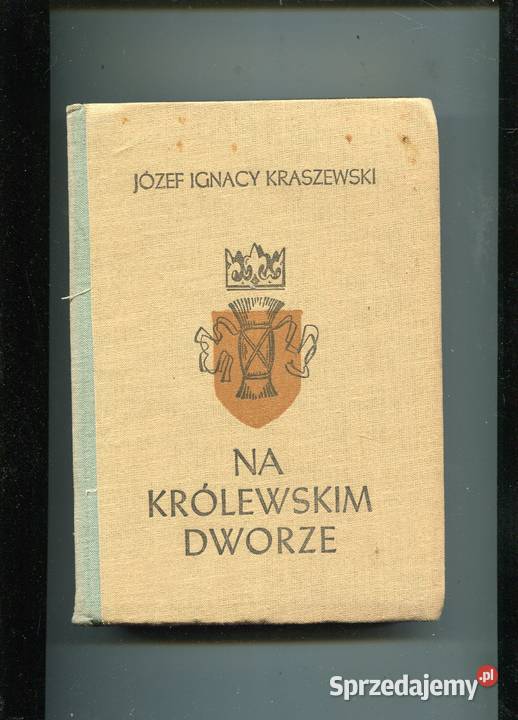 JÓZEF IGNACY KRASZEWSKI
NA
KRÓLEWSKIM
DWORZE
Sprzedajemy.pl